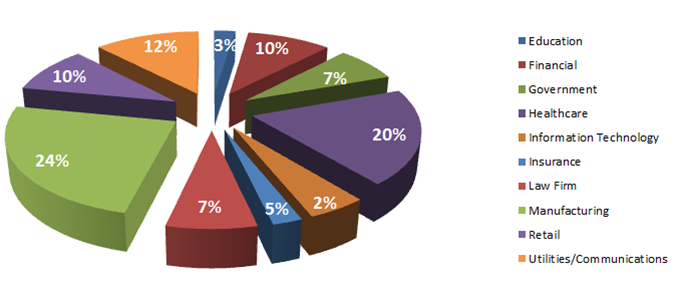 3%
10%
7%
20%
2%
5%
7%
24%
10%
12%
Education
Financial
Government
Healthcare
Information Technology
Insurance
Law Firm
Manufacturing
Retail
Utilities/Communications